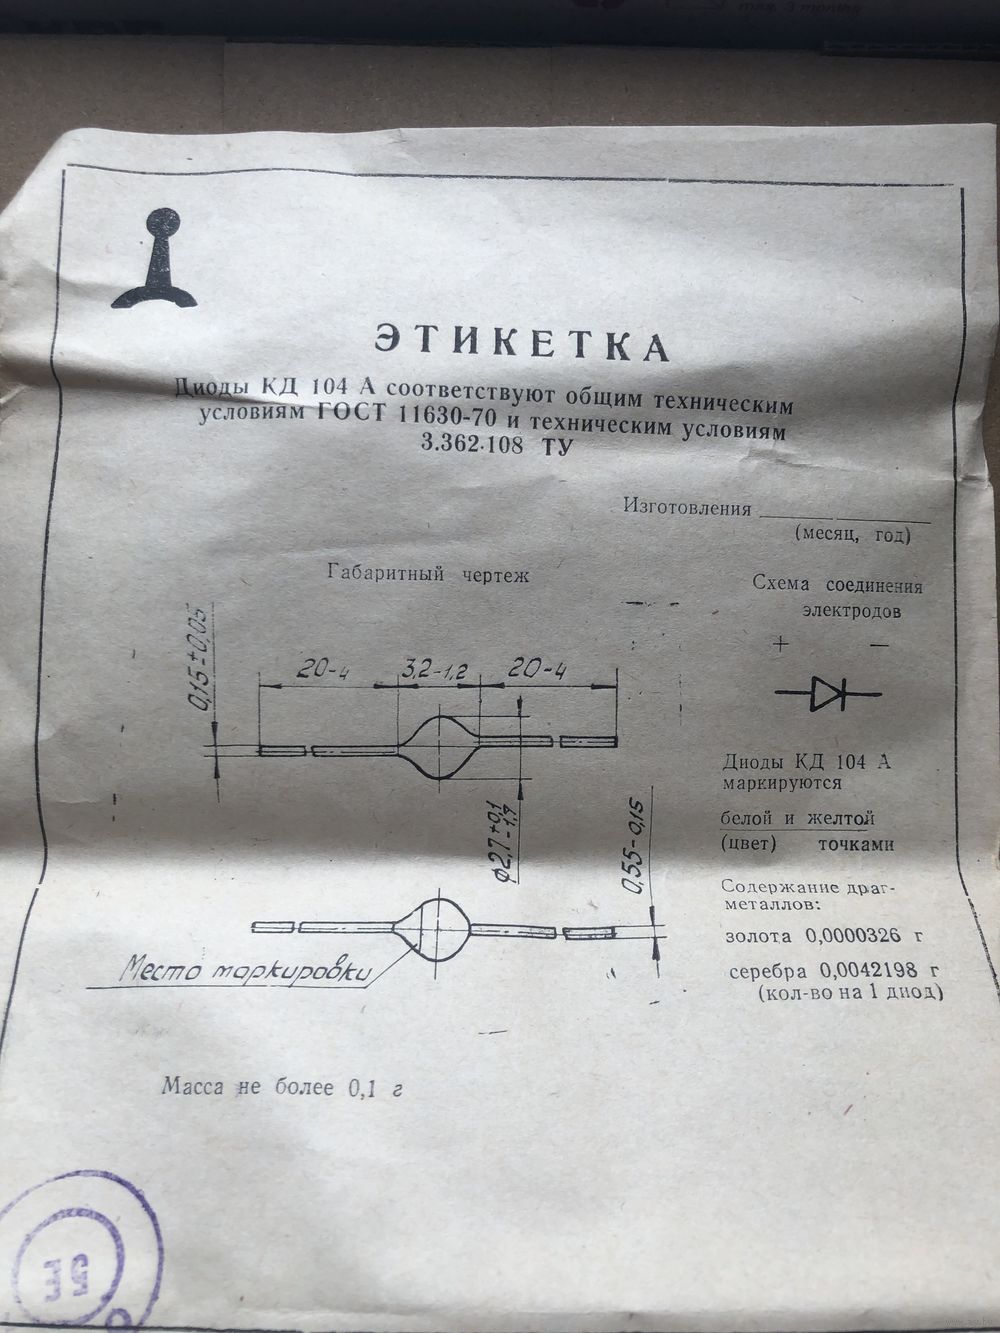 ЭТИКЕТКА
Диоды КД 104 А соответствуют общим техническим
условиям ГОСТ 11630-70 и техническим условиям
3.362.108 ТУ
Изготовления
(месяц, год)
Габаритный чертеж
Схема соединения
электродов
+ −
0,15±0,05
20-4 3,2-1,2 20-4
⌀2,7+0,1-1,7
0,55-0,15
Диоды КД 104 А
маркируются
белой и желтой
(цвет) точками
Содержание драг-
металлов:
золота 0,0000326 г
серебра 0,0042198 г
(кол-во на 1 диод)
Место маркировки
Масса не более 0,1 г